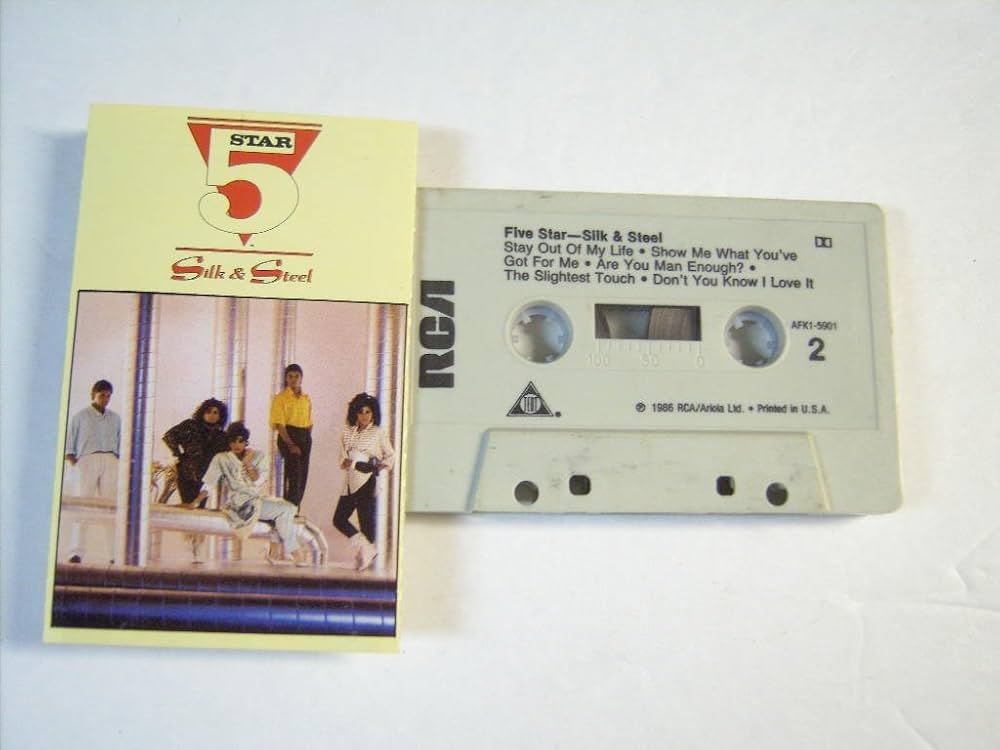 STAR
5
Silk & Steel
RCA
Five Star—Silk & Steel
Stay Out Of My Life • Show Me What You've
Got For Me • Are You Man Enough? •
The Slightest Touch • Don't You Know I Love It
100 50 0
AFK1-5901
2
TENT
℗ 1986 RCA/Ariola Ltd. • Printed in U.S.A.